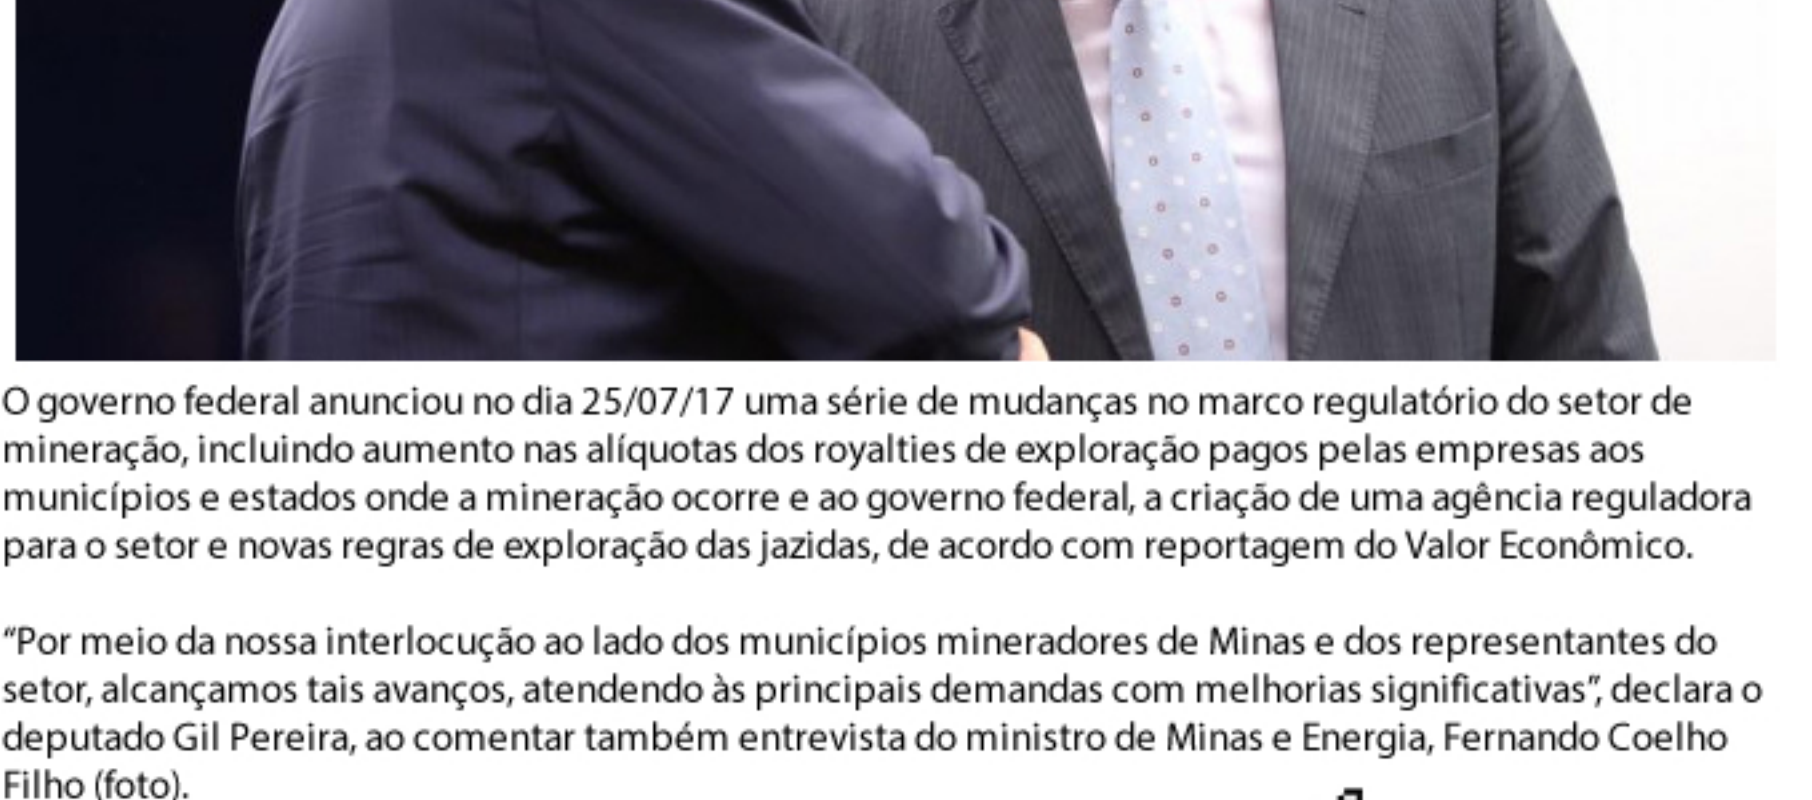 O governo federal anunciou no dia 25/07/17 uma série de mudanças no marco regulatório do setor de
mineração, incluindo aumento nas alíquotas dos royalties de exploração pagos pelas empresas aos
municípios e estados onde a mineração ocorre e ao governo federal, a criação de uma agência reguladora
para o setor e novas regras de exploração das jazidas, de acordo com reportagem do Valor Econômico.
“Por meio da nossa interlocução ao lado dos municípios mineradores de Minas e dos representantes do
setor, alcançamos tais avanços, atendendo às principais demandas com melhorias significativas”, declara o
deputado Gil Pereira, ao comentar também entrevista do ministro de Minas e Energia, Fernando Coelho
Filho (foto).